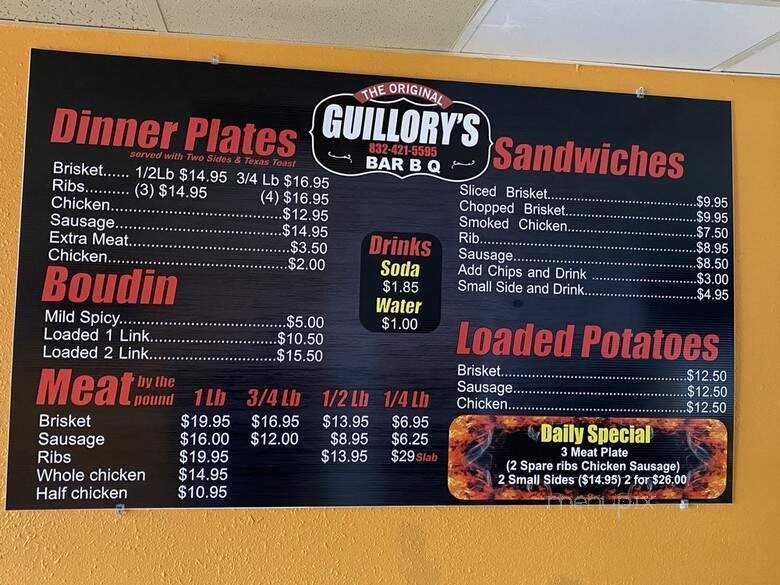 THE ORIGINAL
GUILLORY'S
832-421-5595
BAR B Q
Dinner Plates
served with Two Sides & Texas Toast
Brisket...... 1/2Lb $14.95 3/4 Lb $16.95
Ribs.......... (3) $14.95 (4) $16.95
Chicken........................................$12.95
Sausage.......................................$14.95
Extra Meat....................................$3.50
Chicken........................................$2.00
Boudin
Mild Spicy.....................................$5.00
Loaded 1 Link..............................$10.50
Loaded 2 Link..............................$15.50
Meat by the pound 1 Lb 3/4 Lb 1/2 Lb 1/4 Lb
Brisket $19.95 $16.95 $13.95 $6.95
Sausage $16.00 $12.00 $8.95 $6.25
Ribs $19.95 $13.95 $29 Slab
Whole chicken $14.95
Half chicken $10.95
Drinks
Soda
$1.85
Water
$1.00
Sandwiches
Sliced Brisket......................................$9.95
Chopped Brisket.................................$9.95
Smoked Chicken.................................$7.50
Rib......................................................$8.95
Sausage..............................................$8.50
Add Chips and Drink ..........................$3.00
Small Side and Drink...........................$4.95
Loaded Potatoes
Brisket...............................................$12.50
Sausage.............................................$12.50
Chicken..............................................$12.50
Daily Special
3 Meat Plate
(2 Spare ribs Chicken Sausage)
2 Small Sides ($14.95) 2 for $26.00
menupix